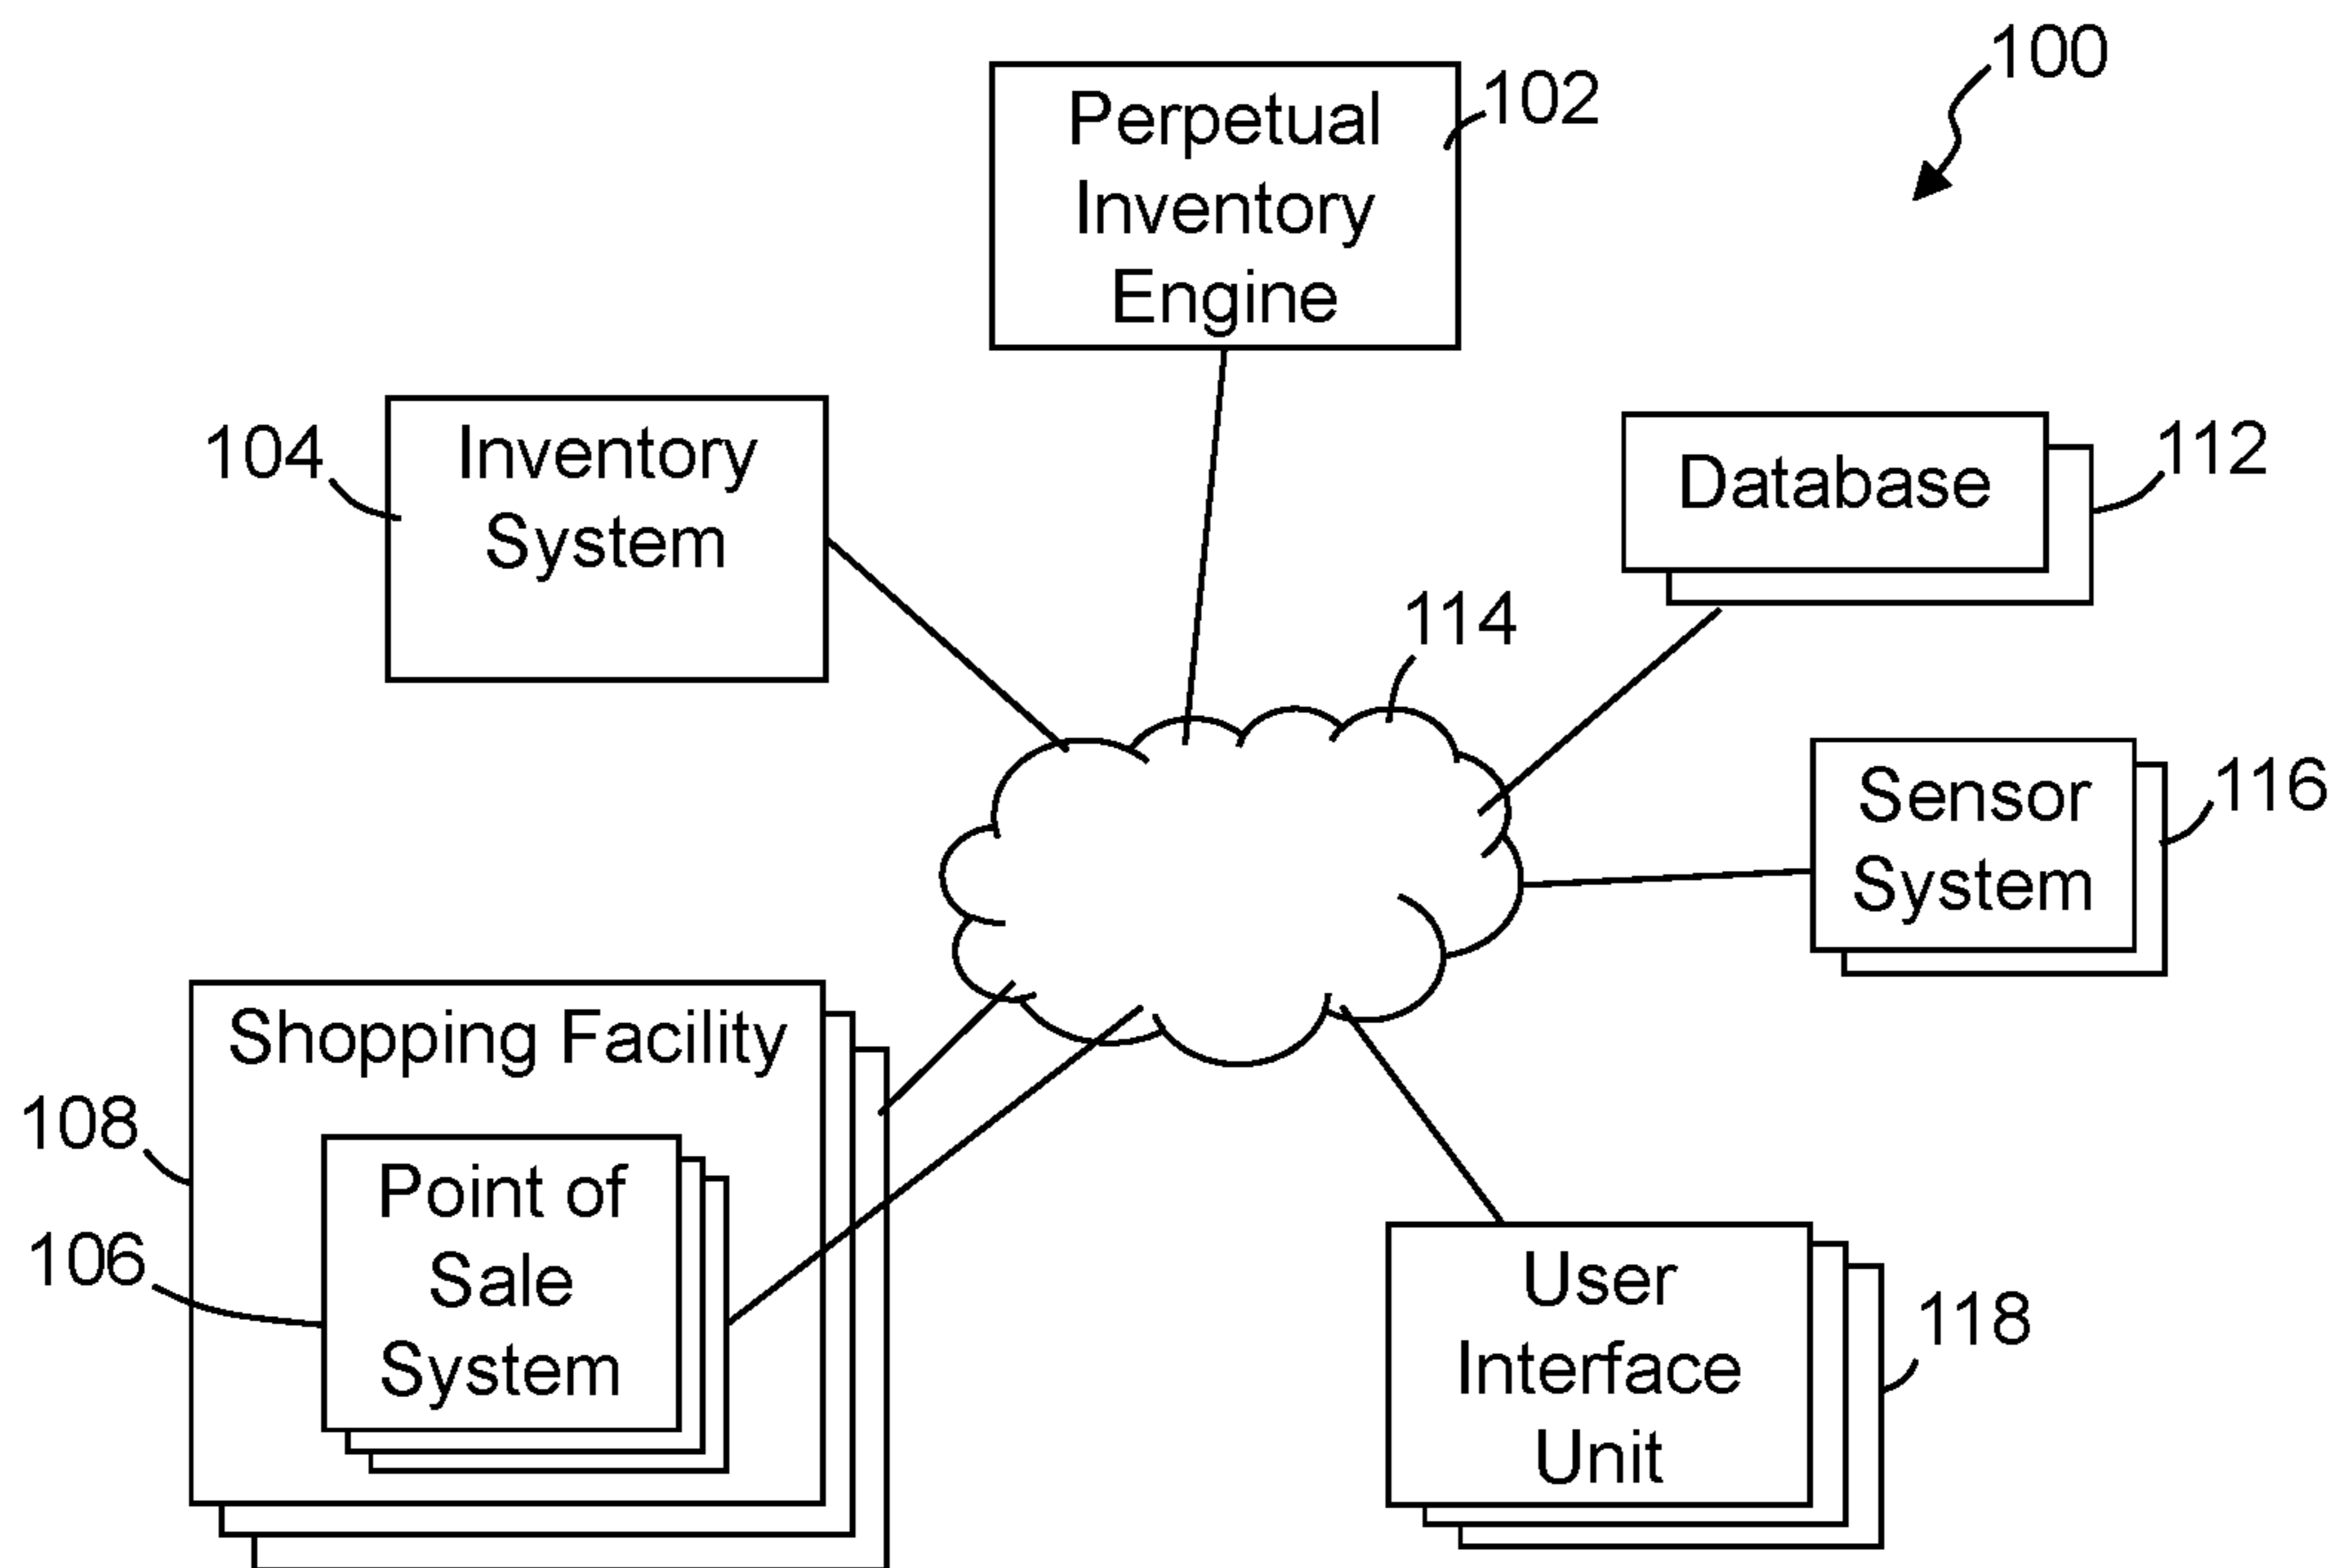 100
Perpetual
Inventory
Engine
102
104
Inventory
System
Database
112
114
Sensor
System
116
Shopping Facility
108
Point of
Sale
System
106
User
Interface
Unit
118